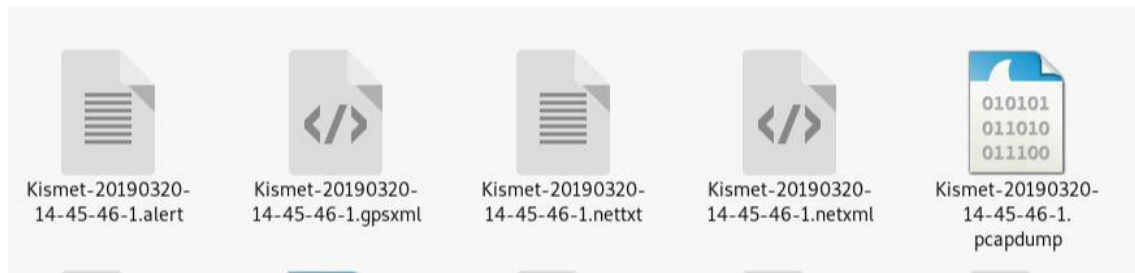 Kismet-20190320-
14-45-46-1.alert
Kismet-20190320-
14-45-46-1.gpsxml
Kismet-20190320-
14-45-46-1.nettxt
Kismet-20190320-
14-45-46-1.netxml
010101
011010
011100
Kismet-20190320-
14-45-46-1.
pcapdump